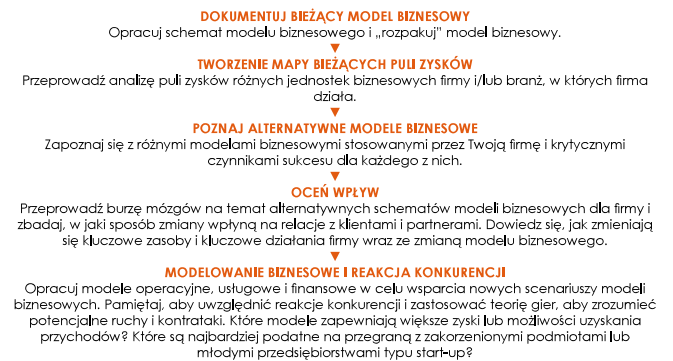 DOKUMENTUJ BIEŻĄCY MODEL BIZNESOWY
Opracuj schemat modelu biznesowego i „rozpakuj” model biznesowy.
TWORZENIE MAPY BIEŻĄCYCH PULI ZYSKÓW
Przeprowadź analizę puli zysków różnych jednostek biznesowych firmy i/lub branż, w których firma
działa.
POZNAJ ALTERNATYWNE MODELE BIZNESOWE
Zapoznaj się z różnymi modelami biznesowymi stosowanymi przez Twoją firmę i krytycznymi
czynnikami sukcesu dla każdego z nich.
OCEŃ WPŁYW
Przeprowadź burzę mózgów na temat alternatywnych schematów modeli biznesowych dla firmy i
zbadaj, w jaki sposób zmiany wpłyną na relacje z klientami i partnerami. Dowiedz się, jak zmieniają
się kluczowe zasoby i kluczowe działania firmy wraz ze zmianą modelu biznesowego.
MODELOWANIE BIZNESOWE I REAKCJA KONKURENCJI
Opracuj modele operacyjne, usługowe i finansowe w celu wsparcia nowych scenariuszy modeli
biznesowych. Pamiętaj, aby uwzględnić reakcje konkurencji i zastosować teorię gier, aby zrozumieć
potencjalne ruchy i kontrataki. Które modele zapewniają większe zyski lub możliwości uzyskania
przychodów? Które są najbardziej podatne na przegraną z zakorzenionymi podmiotami lub
młodymi przedsiębiorstwami typu start-up?